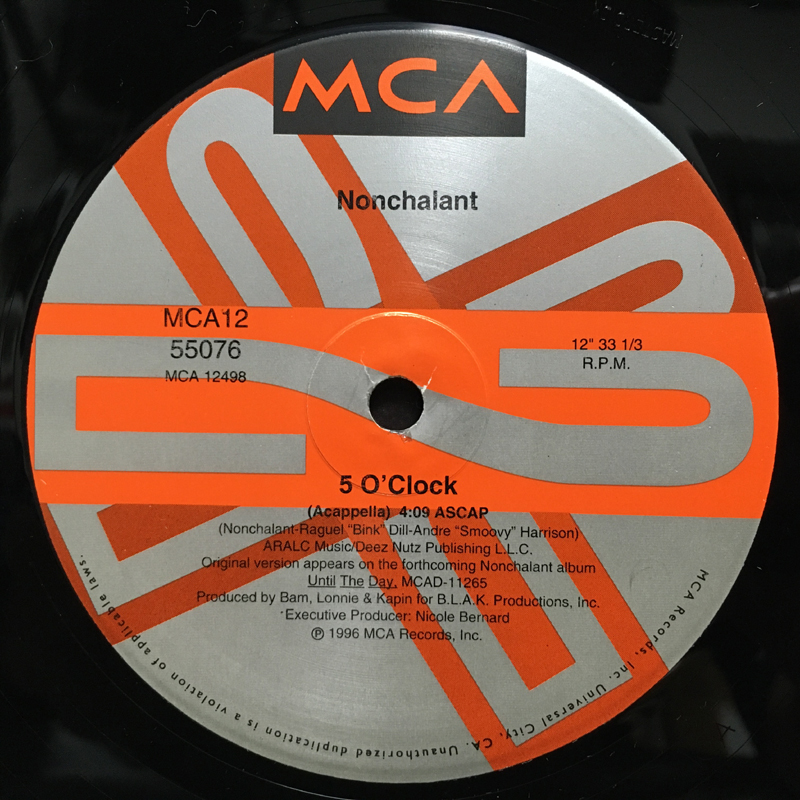 MCA
Nonchalant
MCA12
55076
MCA 12498
12" 33 1/3
R.P.M.
5 O'Clock
(Acappella) 4:09 ASCAP
(Nonchalant-Raguel "Bink" Dill-Andre "Smoovy" Harrison)
ARALC Music/Deez Nutz Publishing L.L.C.
Original version appears on the forthcoming Nonchalant album
Until The Day, MCAD-11265
Produced by Bam, Lonnie & Kapin for B.L.A.K. Productions, Inc.
Executive Producer: Nicole Bernard
℗ 1996 MCA Records, Inc.
MCA Records, Inc. Universal City, CA. Unauthorized duplication is a violation of applicable laws.